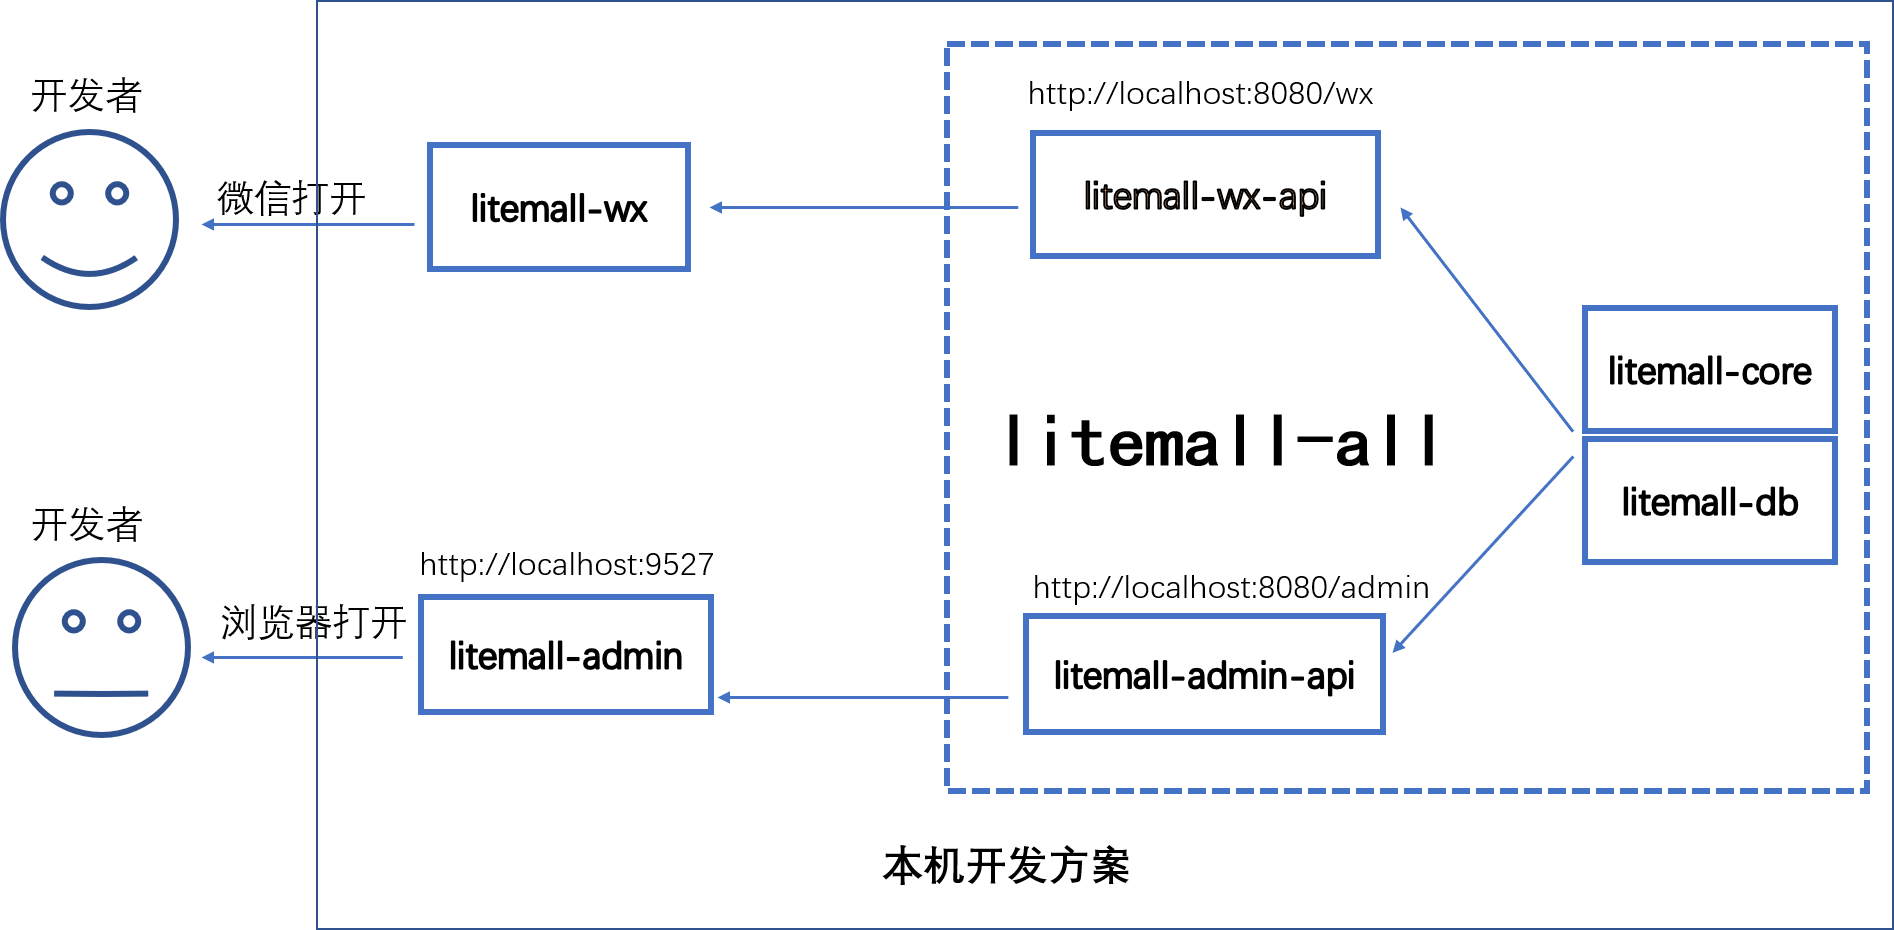 开发者
微信打开
litemall-wx
http://localhost:8080/wx
litemall-wx-api
litemall-core
litemall-all
litemall-db
开发者
浏览器打开
http://localhost:9527
litemall-admin
http://localhost:8080/admin
litemall-admin-api
本机开发方案